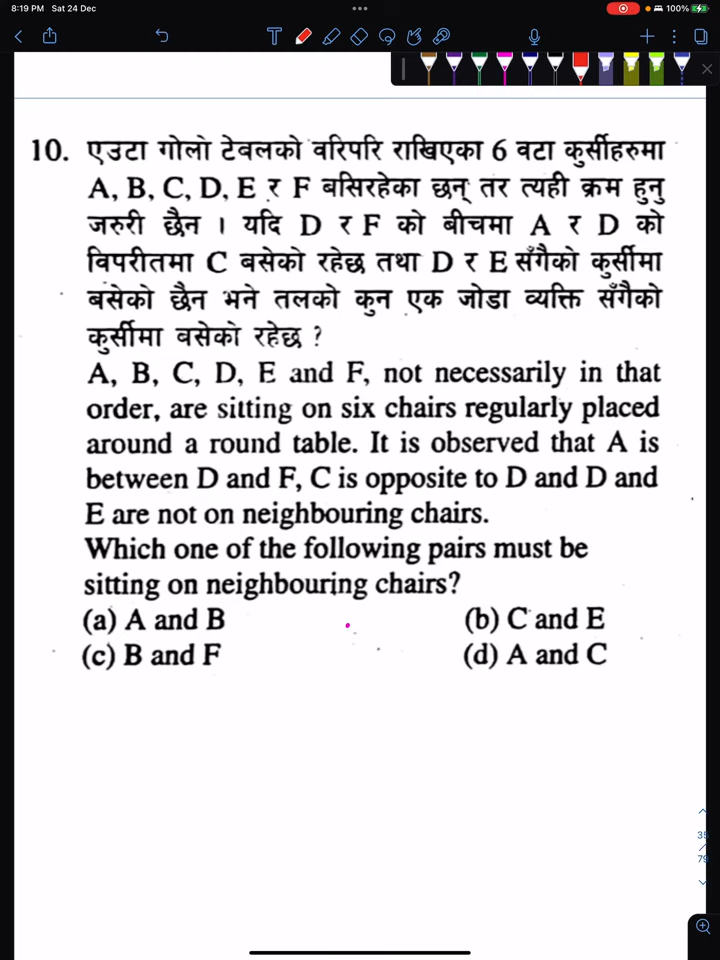 8:19 PM Sat 24 Dec
100%
10. एउटा गोलो टेबलको वरिपरि राखिएका 6 वटा कुर्सीहरुमा
A, B, C, D, E र F बसिरहेका छन् तर त्यही क्रम हुनु
जरुरी छैन । यदि D र F को बीचमा A र D को
विपरीतमा C बसेको रहेछ तथा D र E सँगैको कुर्सीमा
बसेको छैन भने तलको कुन एक जोडा व्यक्ति सँगैको
कुर्सीमा वसेको रहेछ ?
A, B, C, D, E and F, not necessarily in that
order, are sitting on six chairs regularly placed
around a round table. It is observed that A is
between D and F, C is opposite to D and D and
E are not on neighbouring chairs.
Which one of the following pairs must be
sitting on neighbouring chairs?
(a) A and B (b) C and E
(c) B and F (d) A and C